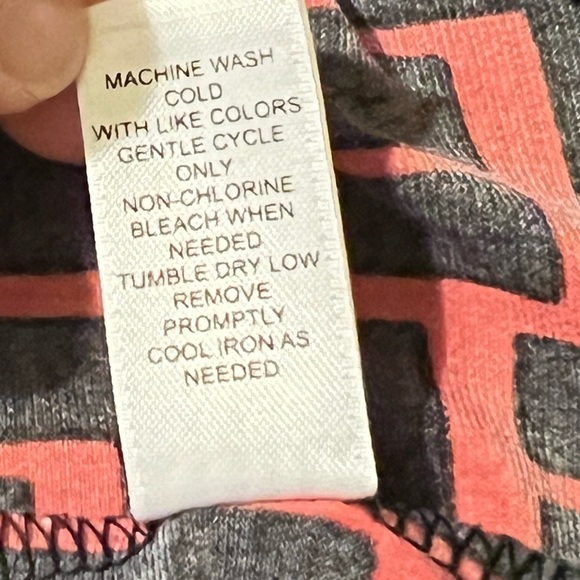 MACHINE WASH
COLD
WITH LIKE COLORS
GENTLE CYCLE
ONLY
NON-CHLORINE
BLEACH WHEN
NEEDED
TUMBLE DRY LOW
REMOVE
PROMPTLY
COOL IRON AS
NEEDED